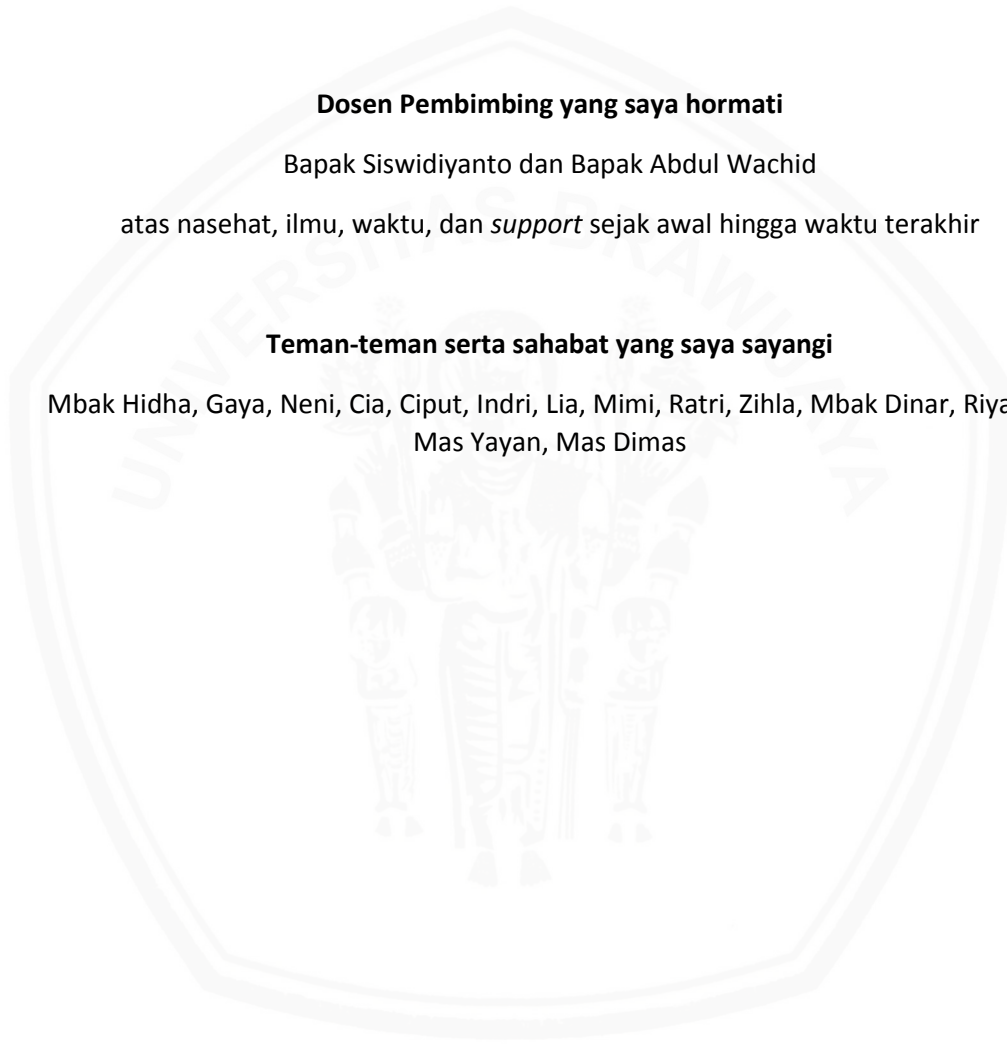 Dosen Pembimbing yang saya hormati
Bapak Siswidiyanto dan Bapak Abdul Wachid
atas nasehat, ilmu, waktu, dan support sejak awal hingga waktu terakhir
Teman-teman serta sahabat yang saya sayangi
Mbak Hidha, Gaya, Neni, Cia, Ciput, Indri, Lia, Mimi, Ratri, Zihla, Mbak Dinar,
Mas Yayan, Mas Dimas
UNIVERSITAS BRAWIJAYA